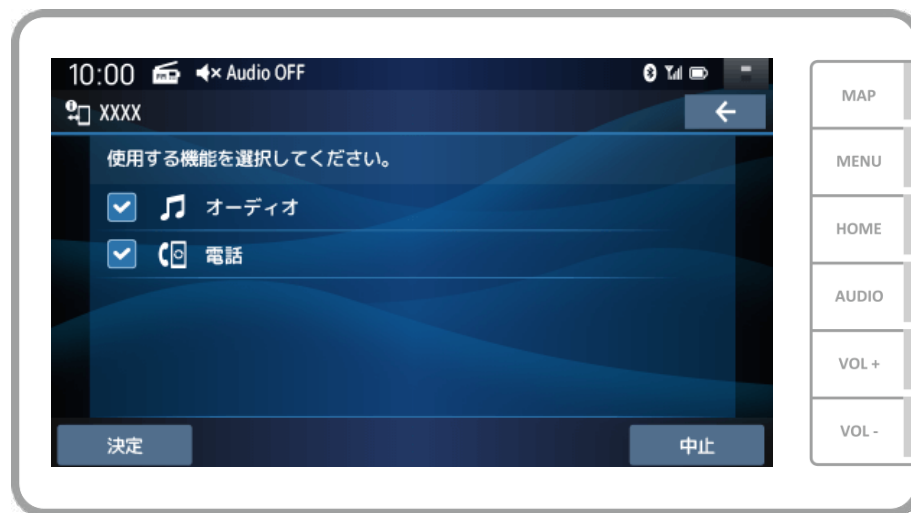 10:00 Audio OFF
XXXX
使用する機能を選択してください。
オーディオ
電話
決定
中止
MAP
MENU
HOME
AUDIO
VOL +
VOL -